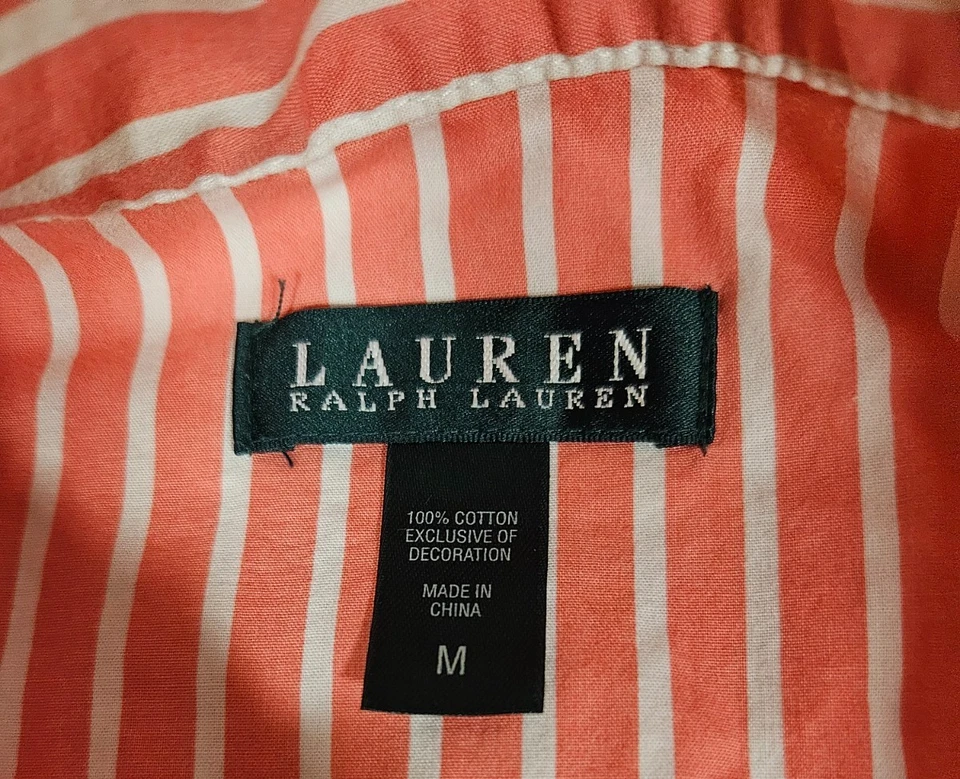 LAUREN
RALPH LAUREN
100% COTTON
EXCLUSIVE OF
DECORATION
MADE IN
CHINA
M